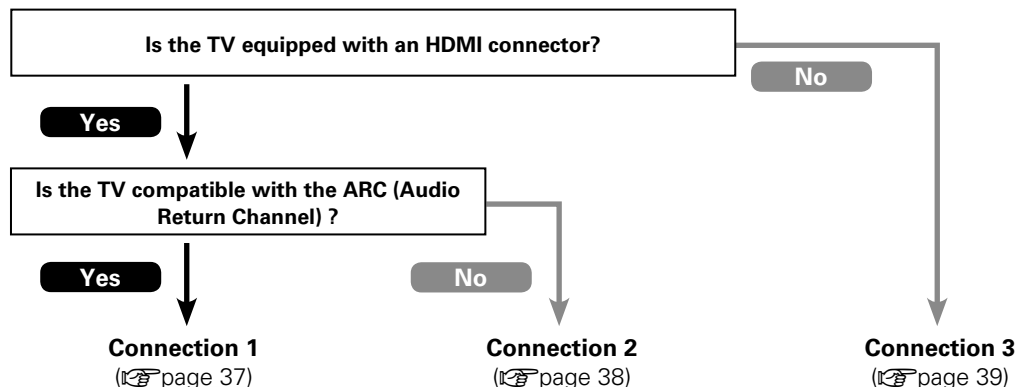 Is the TV equipped with an HDMI connector?
No
Yes
Is the TV compatible with the ARC (Audio
Return Channel) ?
Yes
No
Connection 1
(page 37)
Connection 2
(page 38)
Connection 3
(page 39)